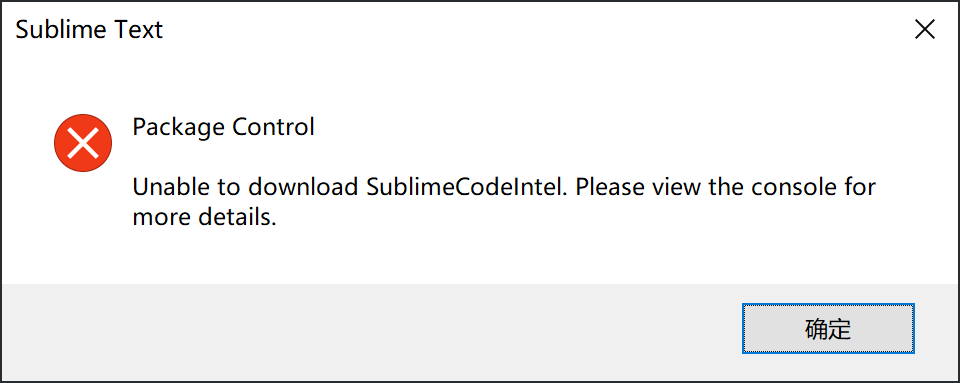 Sublime Text
Package Control
Unable to download SublimeCodeIntel. Please view the console for
more details.
确定